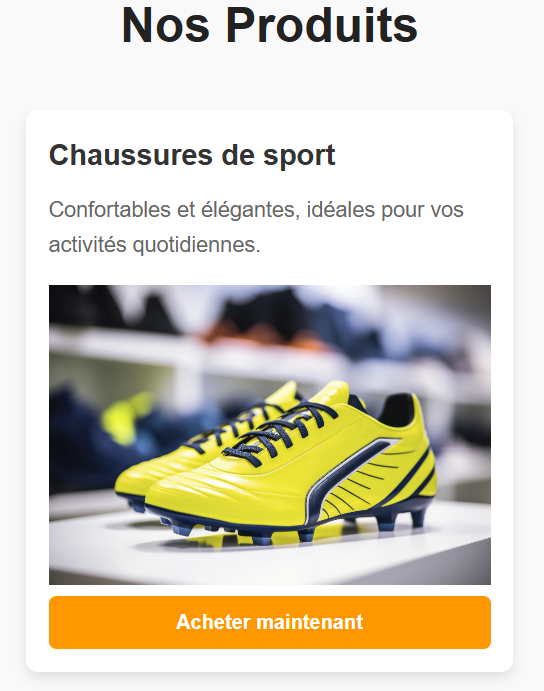 Nos Produits
Chaussures de sport
Confortables et élégantes, idéales pour vos
activités quotidiennes.
Acheter maintenant